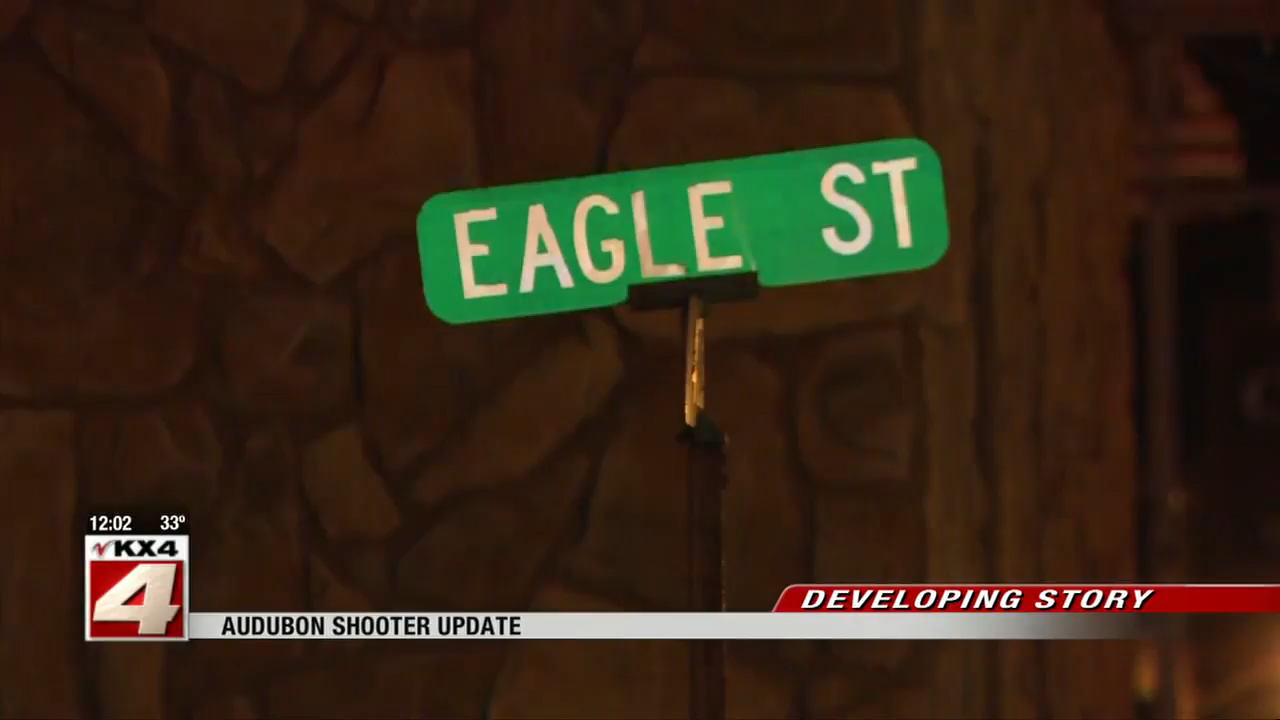 EAGLE ST
12:02 33º
KX4
4
DEVELOPING STORY
AUDUBON SHOOTER UPDATE